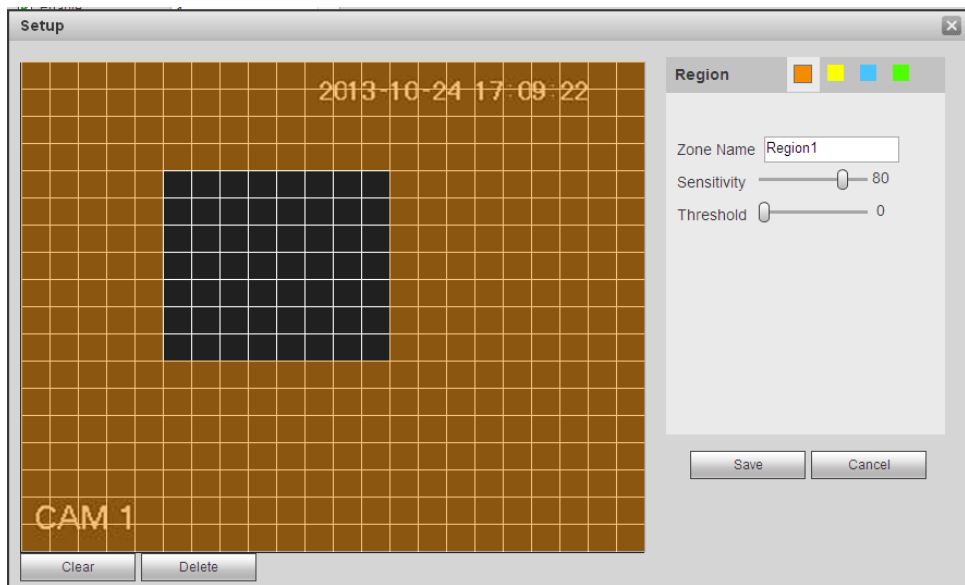 Setup
2013-10-24 17:09:22
CAM 1
Clear
Delete
Region
Zone Name Region1
Sensitivity 80
Threshold 0
Save
Cancel